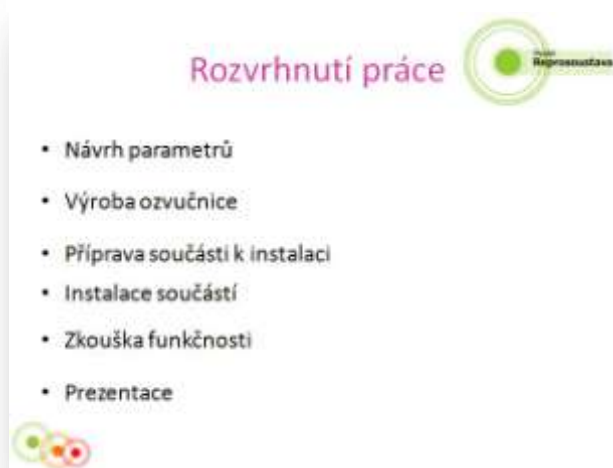 Rozvrhnutí práce
Reprosoustava
• Návrh parametrů
• Výroba ozvučnice
• Příprava součásti k instalaci
• Instalace součástí
• Zkouška funkčnosti
• Prezentace